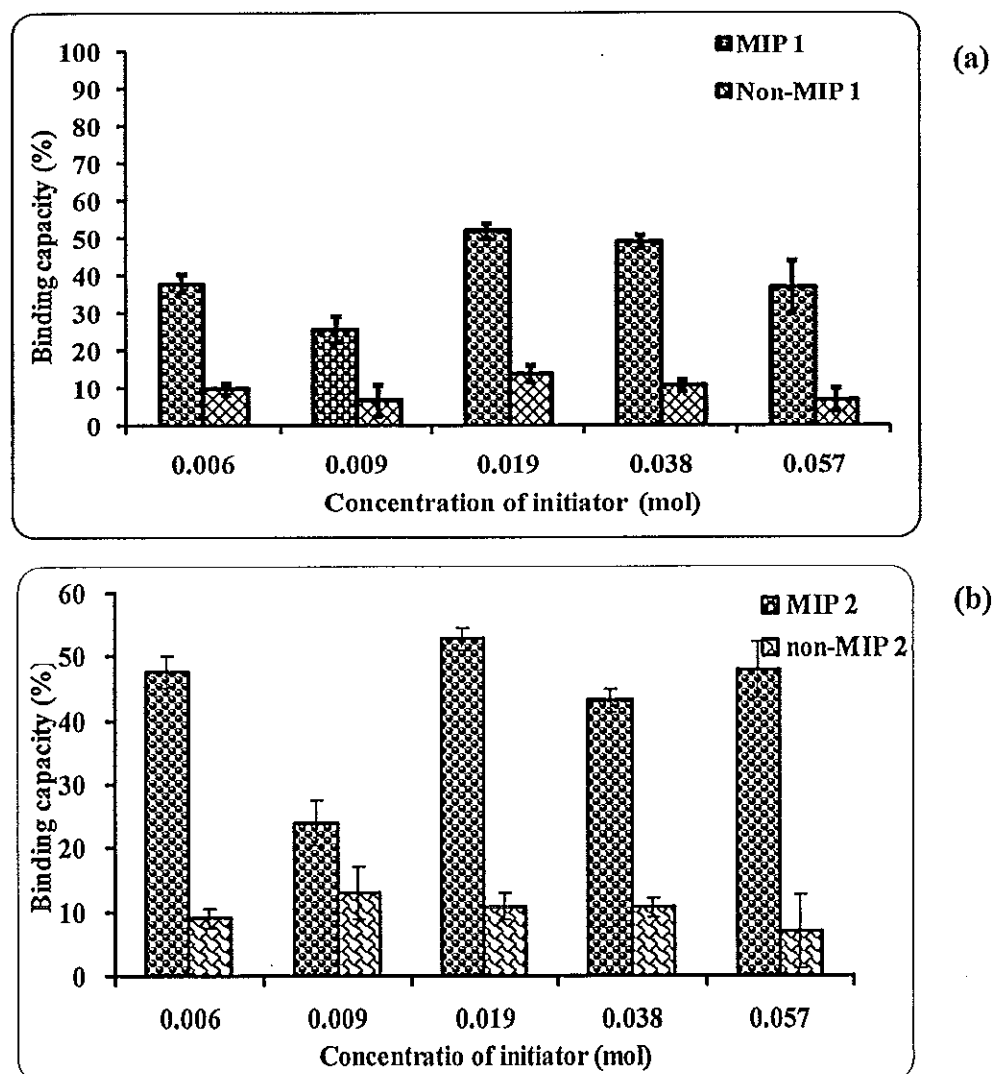 (a)
MIP 1
Non-MIP 1
Binding capacity (%)
100
90
80
70
60
50
40
30
20
10
0
0.006 0.009 0.019 0.038 0.057
Concentration of initiator (mol)
(b)
MIP 2
non-MIP 2
Binding capacity (%)
60
50
40
30
20
10
0
0.006 0.009 0.019 0.038 0.057
Concentratio of initiator (mol)